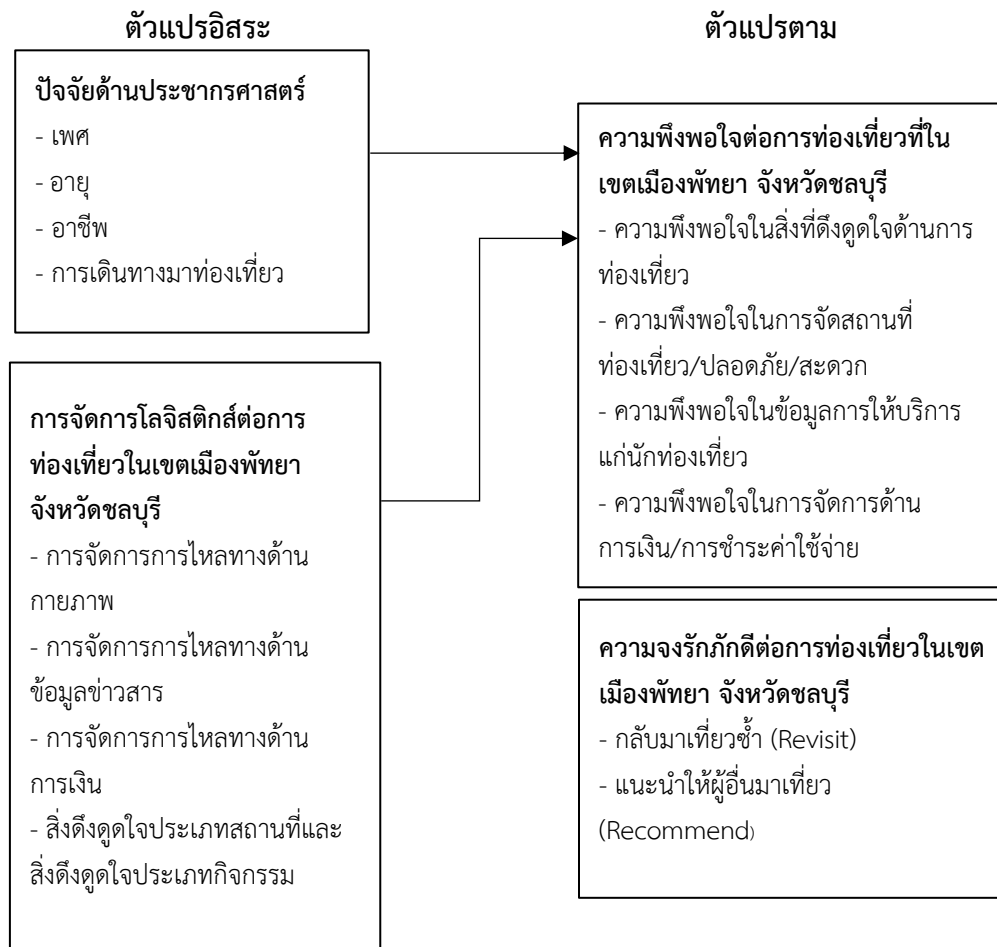 ตัวแปรอิสระ
ปัจจัยด้านประชากรศาสตร์
- เพศ
- อายุ
- อาชีพ
- การเดินทางมาท่องเที่ยว
การจัดการโลจิสติกส์ต่อการ
ท่องเที่ยวในเขตเมืองพัทยา
จังหวัดชลบุรี
- การจัดการการไหลทางด้าน
กายภาพ
- การจัดการการไหลทางด้าน
ข้อมูลข่าวสาร
- การจัดการการไหลทางด้าน
การเงิน
- สิ่งดึงดูดใจประเภทสถานที่และ
สิ่งดึงดูดใจประเภทกิจกรรม
ตัวแปรตาม
ความพึงพอใจต่อการท่องเที่ยวที่ใน
เขตเมืองพัทยา จังหวัดชลบุรี
- ความพึงพอใจในสิ่งที่ดึงดูดใจด้านการ
ท่องเที่ยว
- ความพึงพอใจในการจัดสถานที่
ท่องเที่ยว/ปลอดภัย/สะดวก
- ความพึงพอใจในข้อมูลการให้บริการ
แก่นักท่องเที่ยว
- ความพึงพอใจในการจัดการด้าน
การเงิน/การชำระค่าใช้จ่าย
ความจงรักภักดีต่อการท่องเที่ยวในเขต
เมืองพัทยา จังหวัดชลบุรี
- กลับมาเที่ยวซ้ำ (Revisit)
- แนะนำให้ผู้อื่นมาเที่ยว
(Recommend)